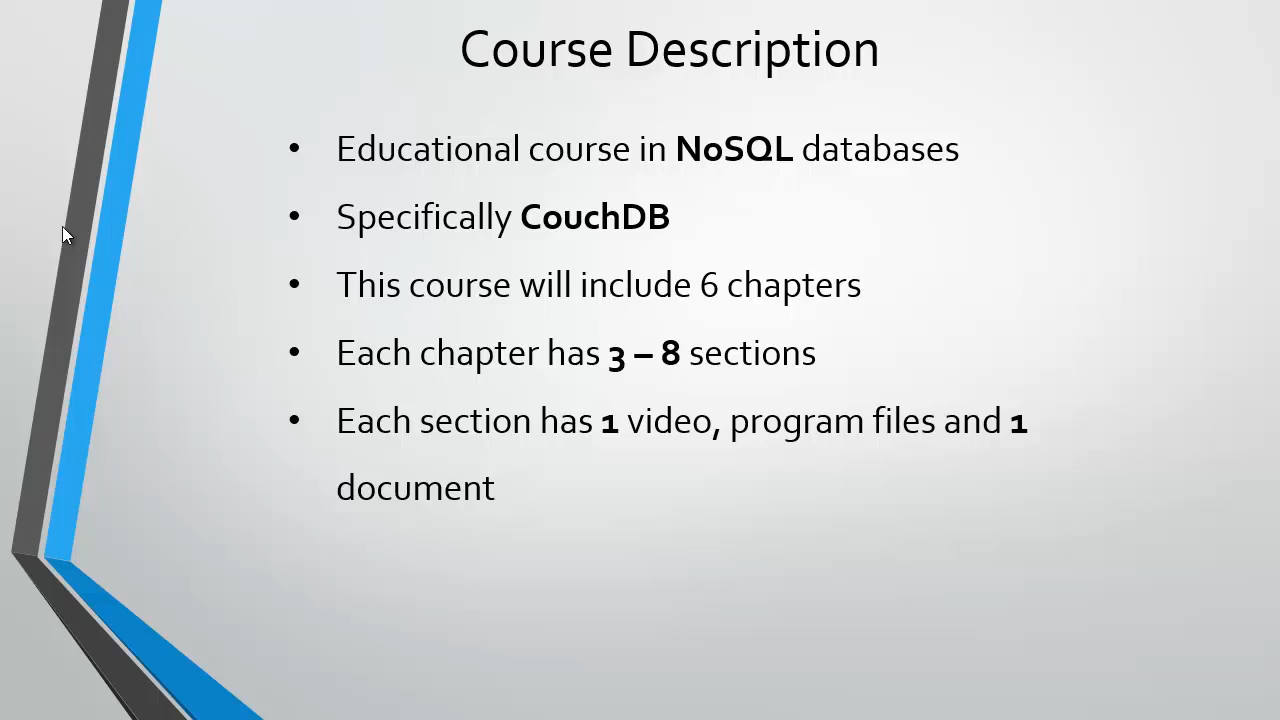 Course Description
• Educational course in NoSQL databases
• Specifically CouchDB
• This course will include 6 chapters
• Each chapter has 3 – 8 sections
• Each section has 1 video, program files and 1
document